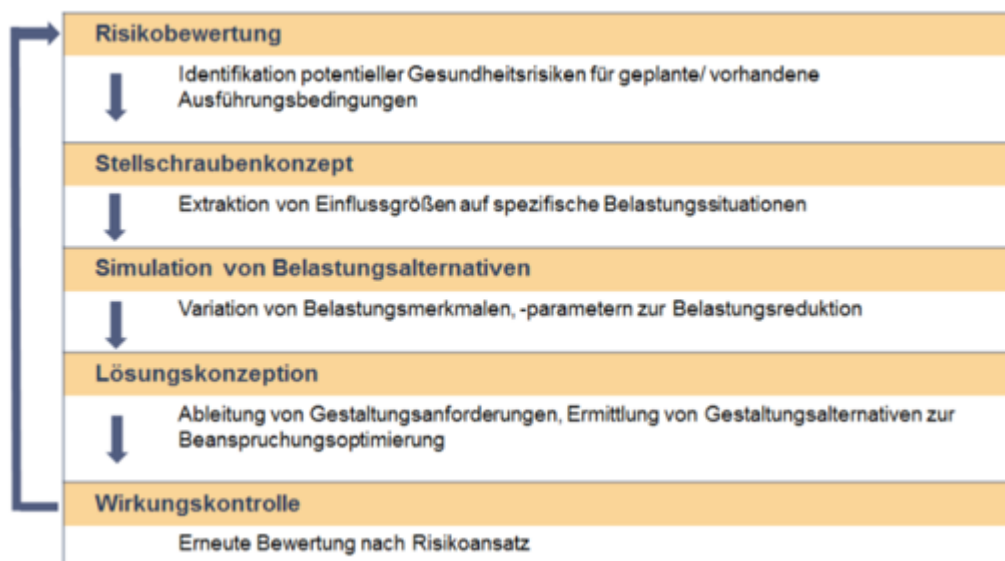 Risikobewertung
Identifikation potentieller Gesundheitsrisiken für geplante/ vorhandene
Ausführungsbedingungen
Stellschraubenkonzept
Extraktion von Einflussgrößen auf spezifische Belastungssituationen
Simulation von Belastungsalternativen
Variation von Belastungsmerkmalen, -parametern zur Belastungsreduktion
Lösungskonzeption
Ableitung von Gestaltungsanforderungen, Ermittlung von Gestaltungsalternativen zur
Beanspruchungsoptimierung
Wirkungskontrolle
Erneute Bewertung nach Risikoansatz